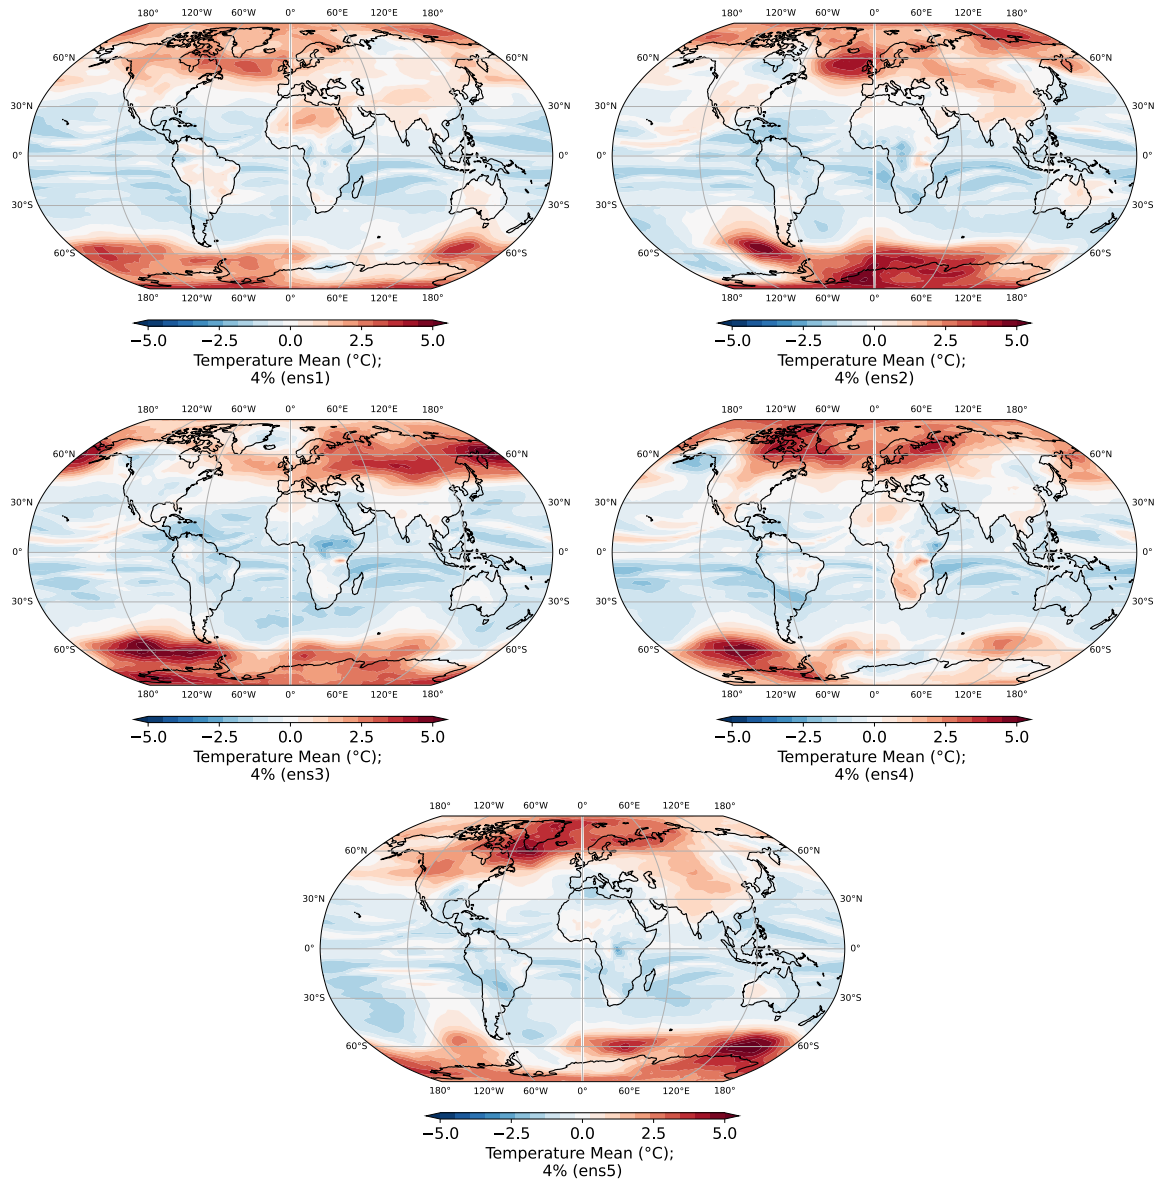 180° 120°W 60°W 0° 60°E 120°E 180°
60°N 60°N
30°N 30°N
0° 0°
30°S 30°S
60°S 60°S
180° 120°W 60°W 0° 60°E 120°E 180°
−5.0 −2.5 0.0 2.5 5.0
Temperature Mean (°C);
4% (ens1)
180° 120°W 60°W 0° 60°E 120°E 180°
60°N 60°N
30°N 30°N
0° 0°
30°S 30°S
60°S 60°S
180° 120°W 60°W 0° 60°E 120°E 180°
−5.0 −2.5 0.0 2.5 5.0
Temperature Mean (°C);
4% (ens2)
180° 120°W 60°W 0° 60°E 120°E 180°
60°N 60°N
30°N 30°N
0° 0°
30°S 30°S
60°S 60°S
180° 120°W 60°W 0° 60°E 120°E 180°
−5.0 −2.5 0.0 2.5 5.0
Temperature Mean (°C);
4% (ens3)
180° 120°W 60°W 0° 60°E 120°E 180°
60°N 60°N
30°N 30°N
0° 0°
30°S 30°S
60°S 60°S
180° 120°W 60°W 0° 60°E 120°E 180°
−5.0 −2.5 0.0 2.5 5.0
Temperature Mean (°C);
4% (ens4)
180° 120°W 60°W 0° 60°E 120°E 180°
60°N 60°N
30°N 30°N
0° 0°
30°S 30°S
60°S 60°S
180° 120°W 60°W 0° 60°E 120°E 180°
−5.0 −2.5 0.0 2.5 5.0
Temperature Mean (°C);
4% (ens5)